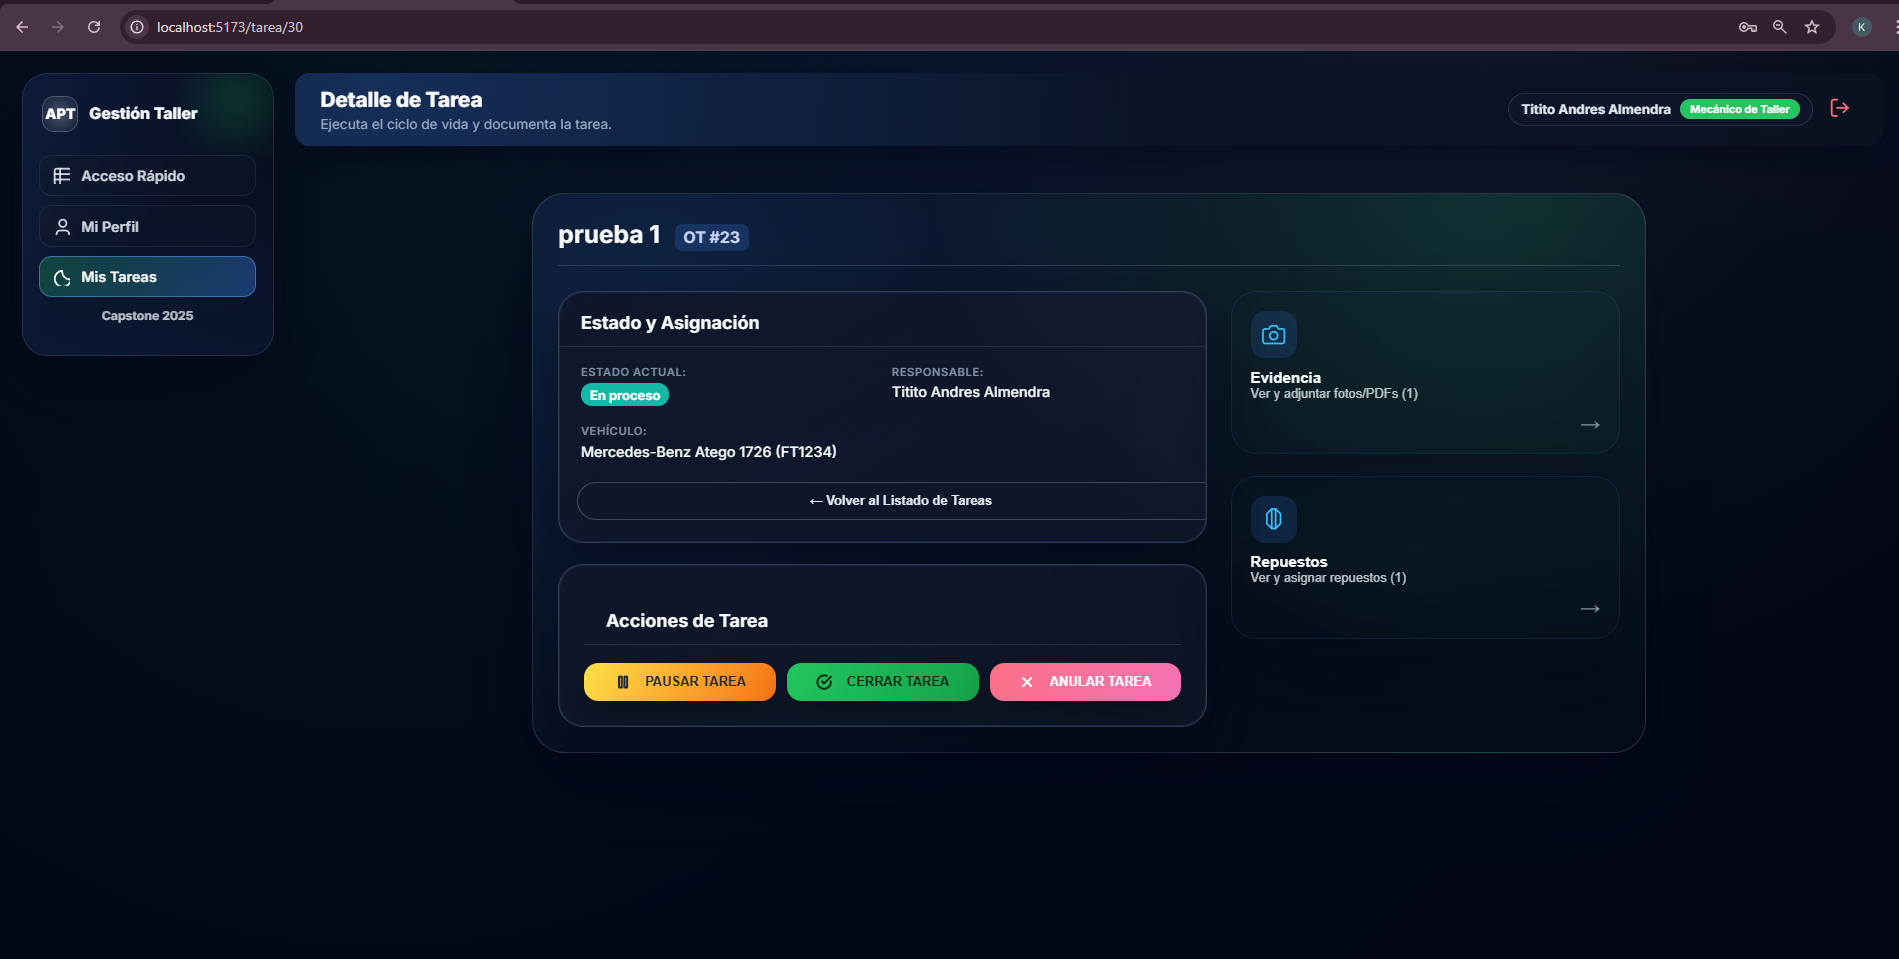 localhost:5173/tarea/30
K
APT Gestión Taller
Acceso Rápido
Mi Perfil
Mis Tareas
Capstone 2025
Detalle de Tarea
Ejecuta el ciclo de vida y documenta la tarea.
Titito Andres Almendra Mecánico de Taller
prueba 1 OT #23
Estado y Asignación
ESTADO ACTUAL:
En proceso
RESPONSABLE:
Titito Andres Almendra
VEHÍCULO:
Mercedes-Benz Atego 1726 (FT1234)
← Volver al Listado de Tareas
Acciones de Tarea
PAUSAR TAREA
CERRAR TAREA
ANULAR TAREA
Evidencia
Ver y adjuntar fotos/PDFs (1)
→
Repuestos
Ver y asignar repuestos (1)
→